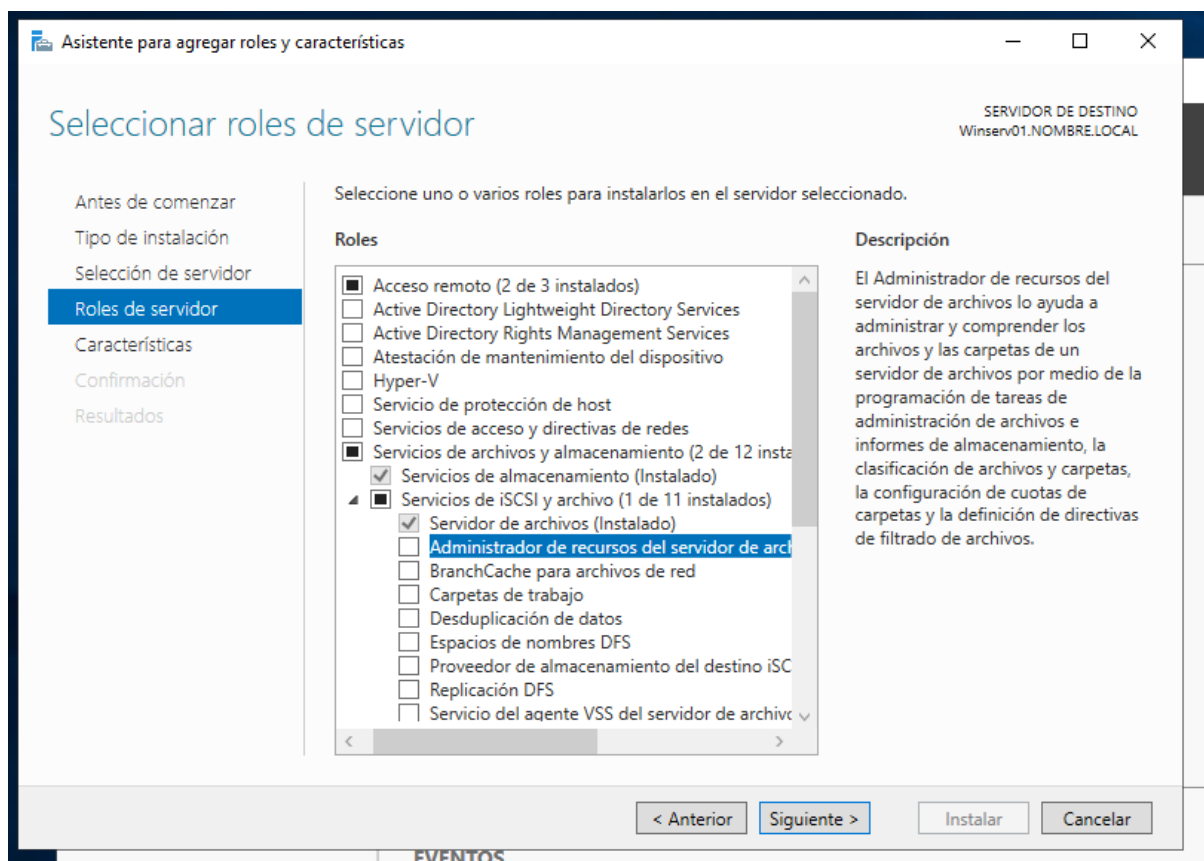 Asistente para agregar roles y características
Seleccionar roles de servidor
SERVIDOR DE DESTINO
Winserv01.NOMBRE.LOCAL
Antes de comenzar
Tipo de instalación
Selección de servidor
Roles de servidor
Características
Confirmación
Resultados
Seleccione uno o varios roles para instalarlos en el servidor seleccionado.
Roles
Acceso remoto (2 de 3 instalados)
Active Directory Lightweight Directory Services
Active Directory Rights Management Services
Atestación de mantenimiento del dispositivo
Hyper-V
Servicio de protección de host
Servicios de acceso y directivas de redes
Servicios de archivos y almacenamiento (2 de 12 insta
Servicios de almacenamiento (Instalado)
Servicios de iSCSI y archivo (1 de 11 instalados)
Servidor de archivos (Instalado)
Administrador de recursos del servidor de arch
BranchCache para archivos de red
Carpetas de trabajo
Desduplicación de datos
Espacios de nombres DFS
Proveedor de almacenamiento del destino iSC
Replicación DFS
Servicio del agente VSS del servidor de archivo
Descripción
El Administrador de recursos del
servidor de archivos lo ayuda a
administrar y comprender los
archivos y las carpetas de un
servidor de archivos por medio de la
programación de tareas de
administración de archivos e
informes de almacenamiento, la
clasificación de archivos y carpetas,
la configuración de cuotas de
carpetas y la definición de directivas
de filtrado de archivos.
< Anterior
Siguiente >
Instalar
Cancelar
EVENTOS